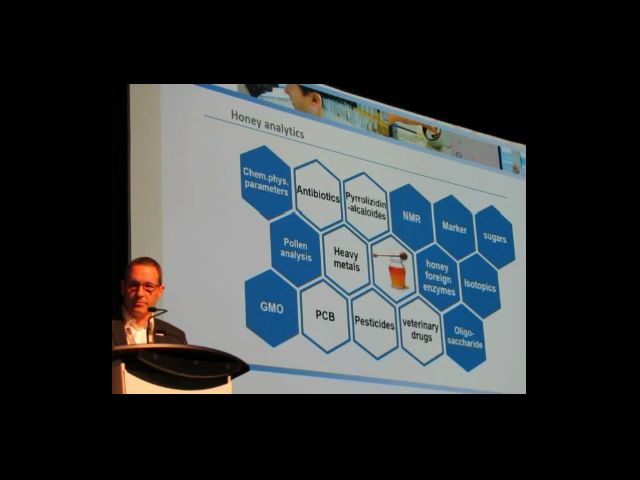 Honey analytics
Chem.phys.
parameters
Antibiotics
Pyrrolizidin
-alcaloides
NMR
Marker
sugars
Pollen
analysis
Heavy
metals
honey
foreign
enzymes
Isotopics
GMO
PCB
Pesticides
veterinary
drugs
Oligo-
saccharide